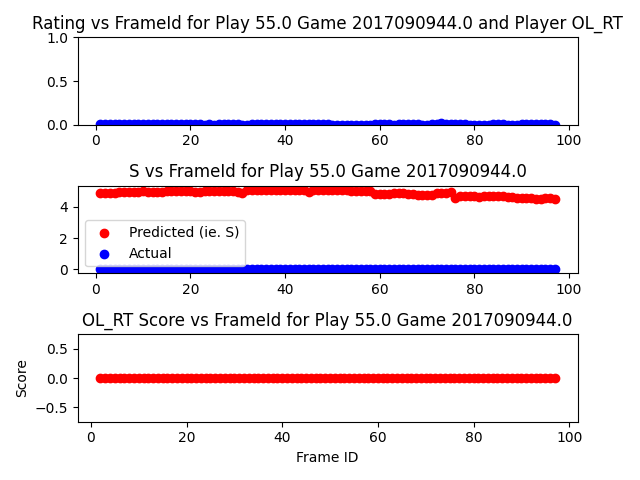 Rating vs FrameId for Play 55.0 Game 2017090944.0 and Player OL_RT
1.0
0.5
0.0
0 20 40 60 80 100
S vs FrameId for Play 55.0 Game 2017090944.0
4
2
0
Predicted (ie. S)
Actual
0 20 40 60 80 100
OL_RT Score vs FrameId for Play 55.0 Game 2017090944.0
Score
0.5
0.0
−0.5
0 20 40 60 80 100
Frame ID